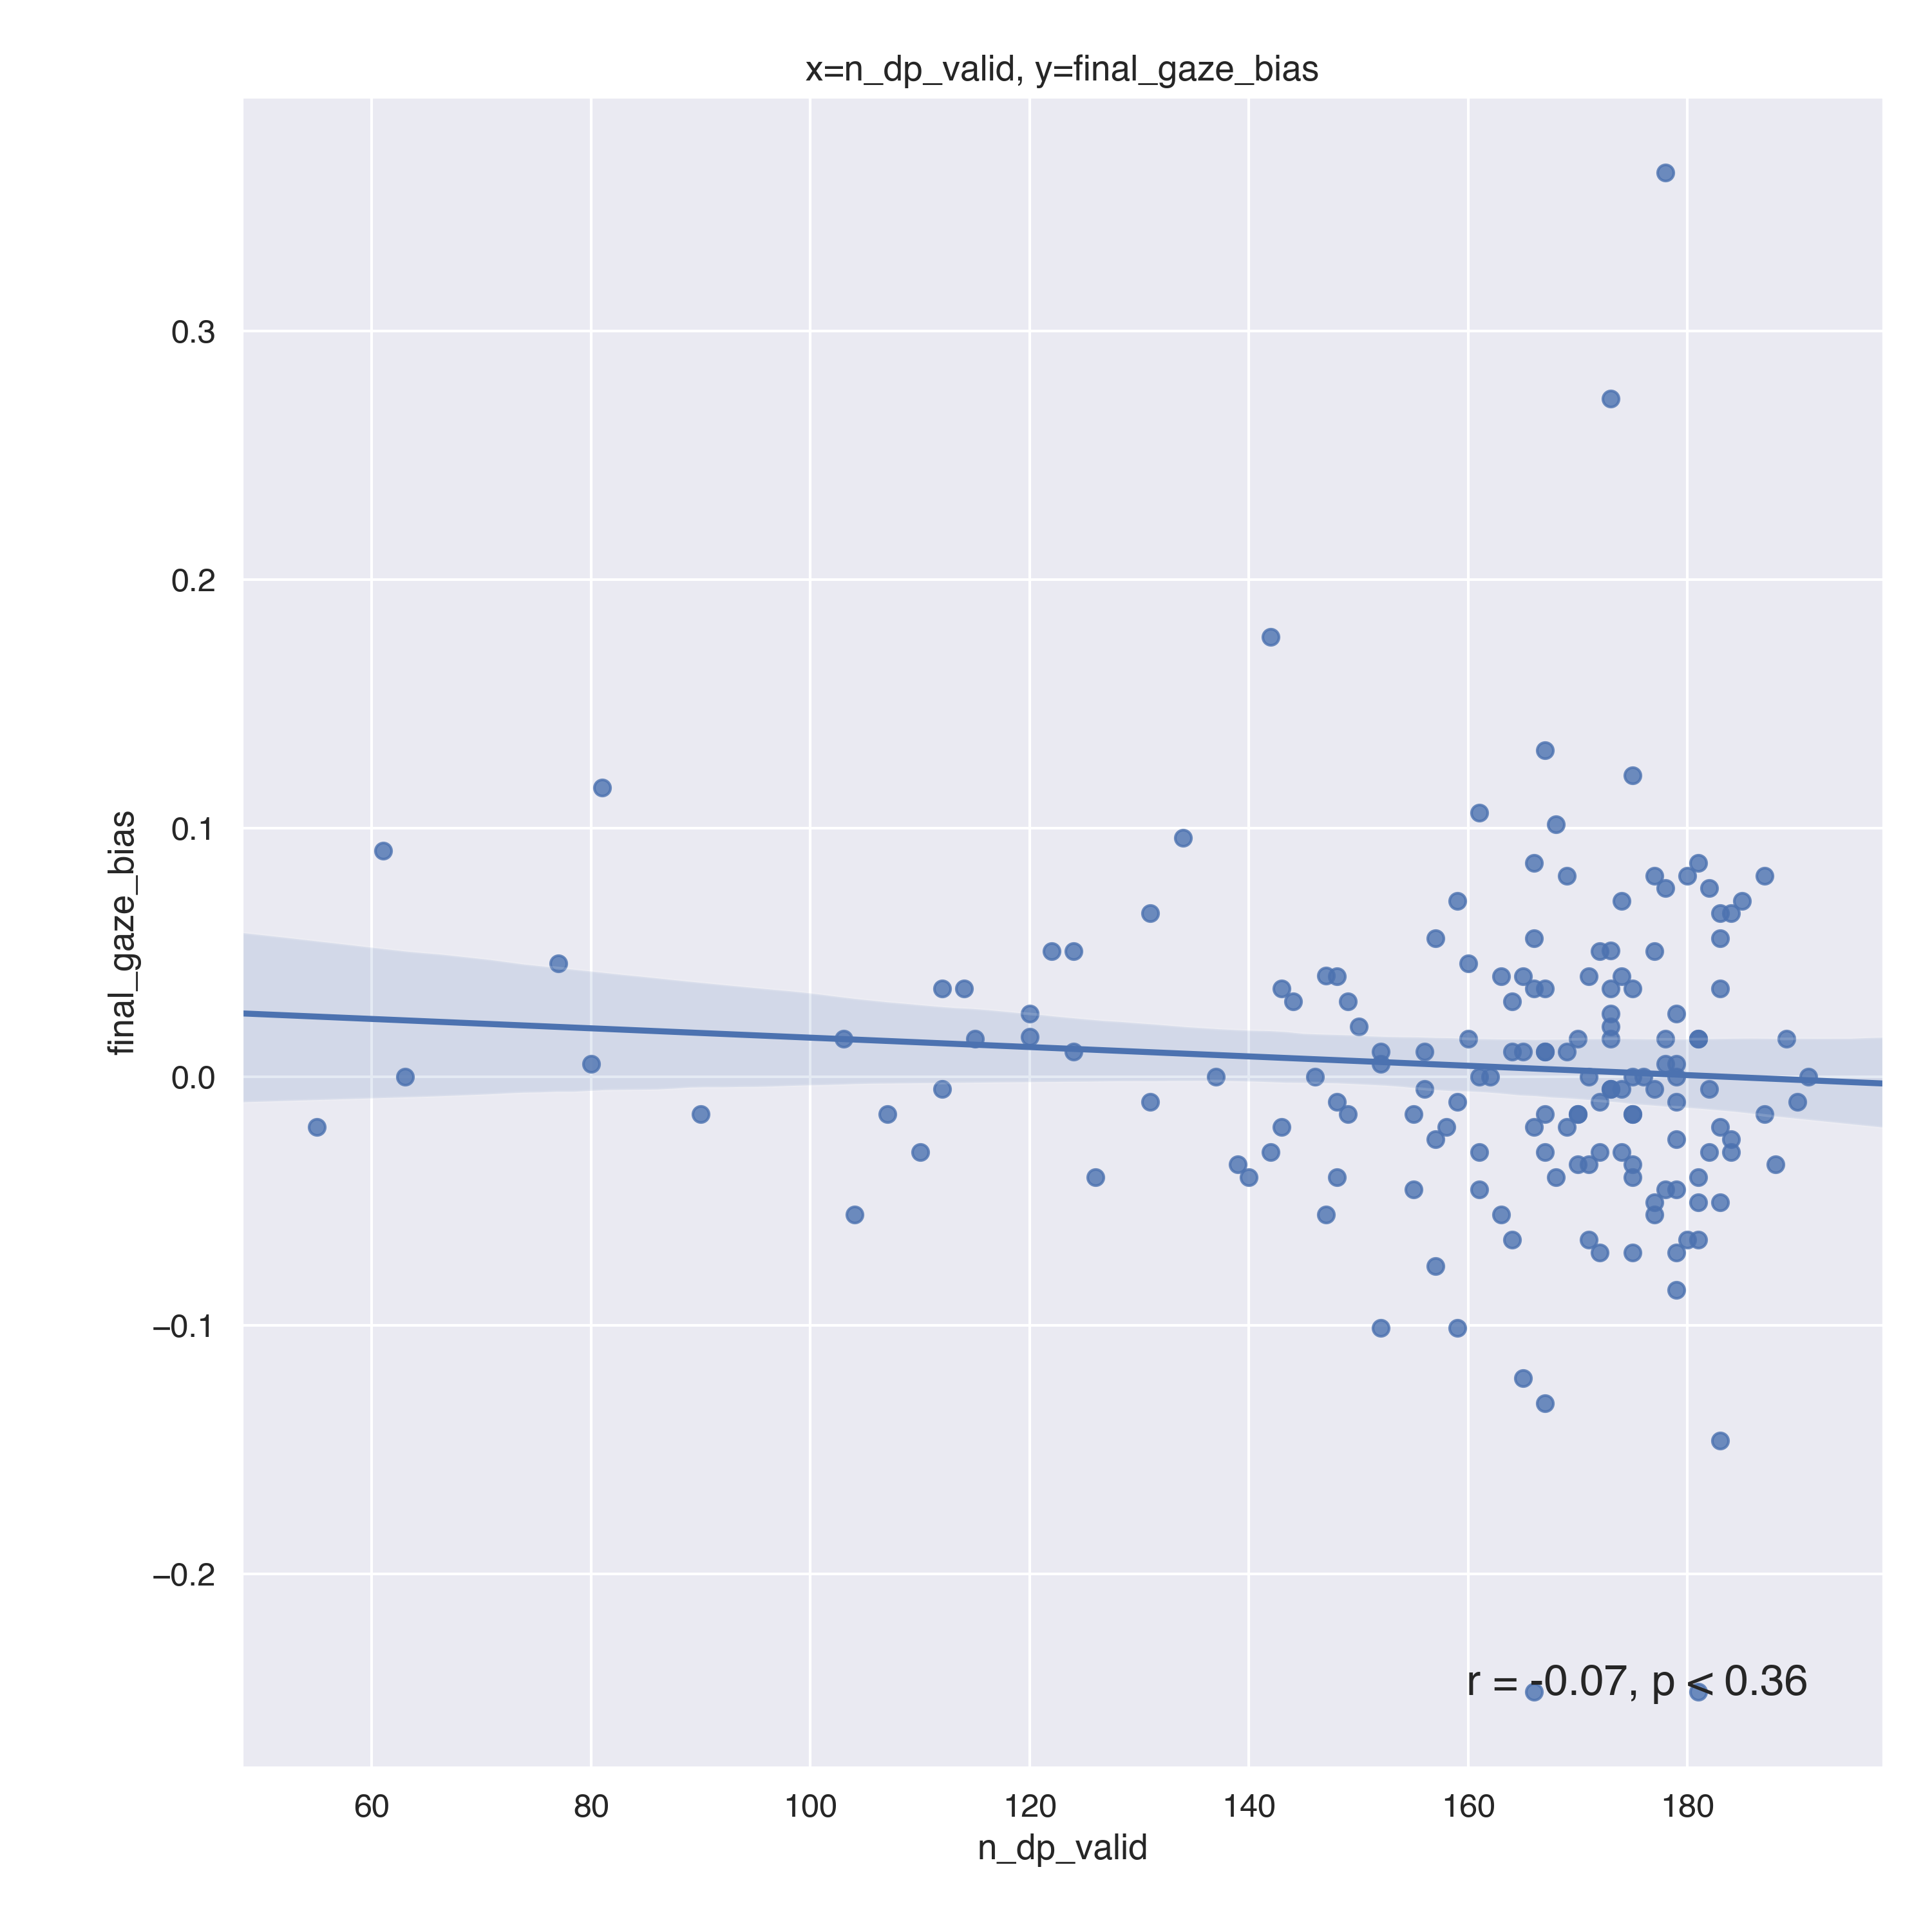 x=n_dp_valid, y=final_gaze_bias
final_gaze_bias
0.3
0.2
0.1
0.0
−0.1
−0.2
r = -0.07, p < 0.36
60 80 100 120 140 160 180
n_dp_valid